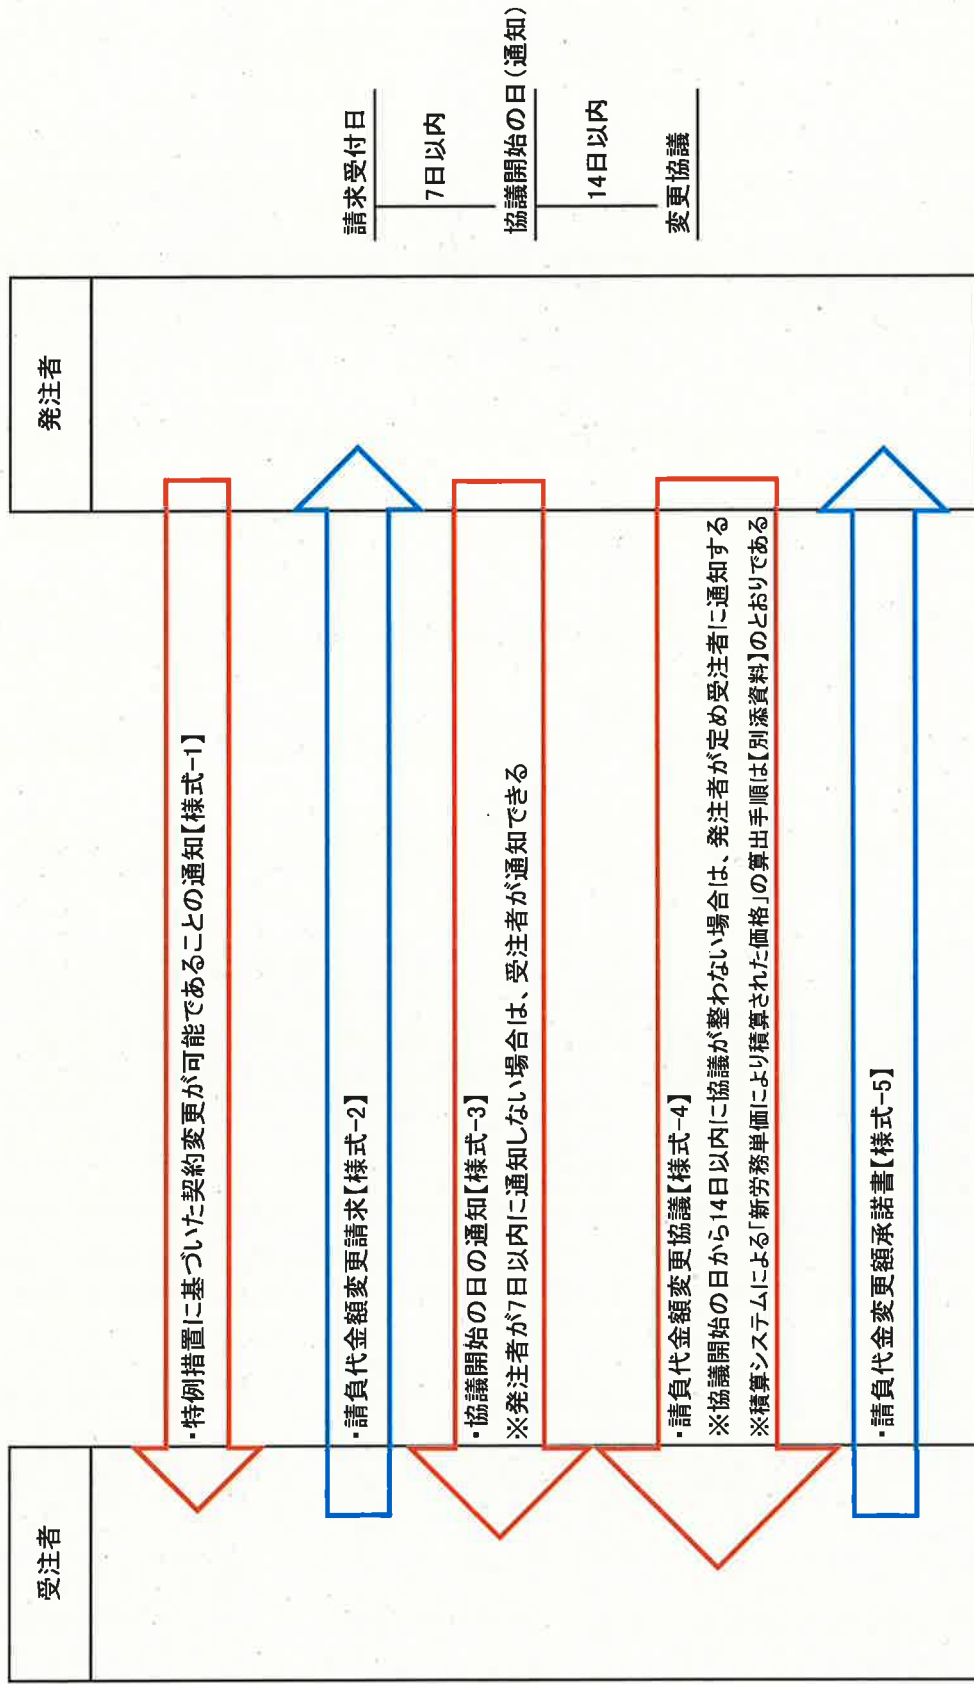 受注者
発注者
・特例措置に基づいた契約変更が可能であることの通知【様式-1】
・請負代金額変更請求【様式-2】
・協議開始の日の通知【様式-3】
※発注者が7日以内に通知しない場合は、受注者が通知できる
・請負代金額変更協議【様式-4】
※協議開始の日から14日以内に協議が整わない場合は、発注者が定め受注者に通知する
※積算システムによる「新労務単価により積算された価格」の算出手順は【別添資料】のとおりである
・請負代金変更額承諾書【様式-5】
請求受付日
7日以内
協議開始の日(通知)
14日以内
変更協議